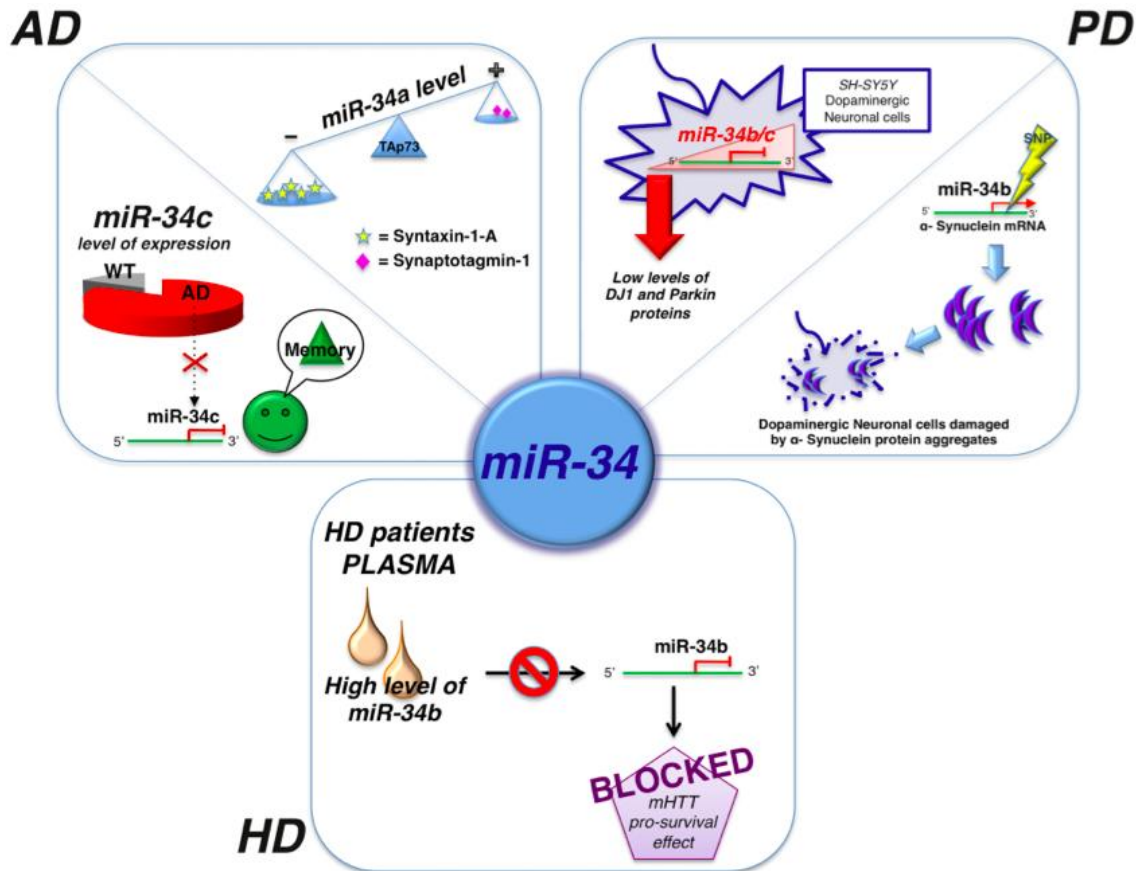 AD
miR-34a level
−
+
TAp73
= Syntaxin-1-A
= Synaptotagmin-1
miR-34c
level of expression
WT
AD
Memory
miR-34c
5' 3'
PD
SH-SY5Y
Dopaminergic
Neuronal cells
miR-34b/c
5' 3'
Low levels of
DJ1 and Parkin
proteins
SNP
miR-34b
5' 3'
α- Synuclein mRNA
Dopaminergic Neuronal cells damaged
by α- Synuclein protein aggregates
miR-34
HD patients
PLASMA
High level of
miR-34b
miR-34b
5' 3'
BLOCKED
mHTT
pro-survival
effect
HD